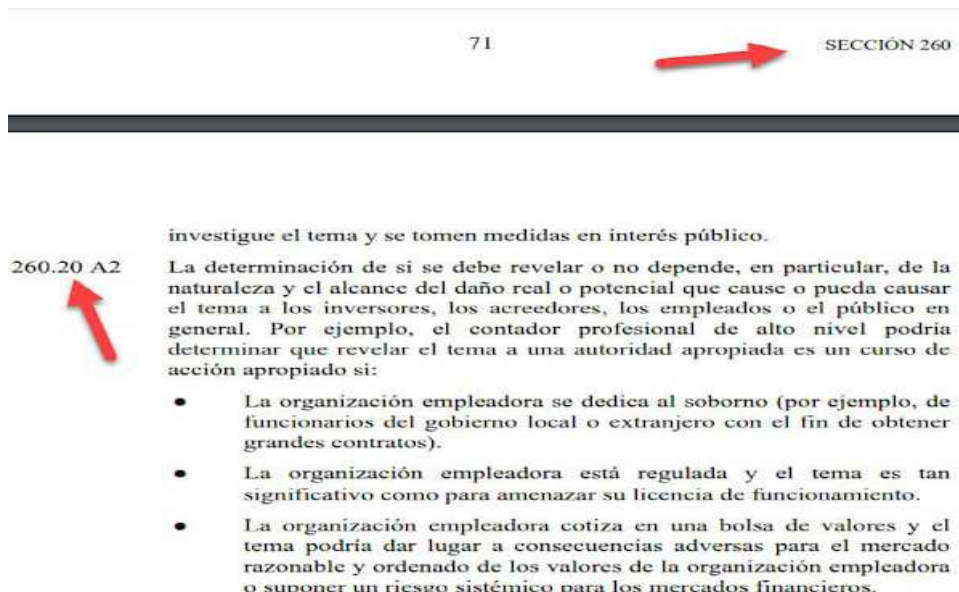 71
SECCIÓN 260
investigue el tema y se tomen medidas en interés público.
260.20 A2
La determinación de si se debe revelar o no depende, en particular, de la
naturaleza y el alcance del daño real o potencial que cause o pueda causar
el tema a los inversores, los acreedores, los empleados o el público en
general. Por ejemplo, el contador profesional de alto nivel podría
determinar que revelar el tema a una autoridad apropiada es un curso de
acción apropiado si:
• La organización empleadora se dedica al soborno (por ejemplo, de
funcionarios del gobierno local o extranjero con el fin de obtener
grandes contratos).
• La organización empleadora está regulada y el tema es tan
significativo como para amenazar su licencia de funcionamiento.
• La organización empleadora cotiza en una bolsa de valores y el
tema podría dar lugar a consecuencias adversas para el mercado
razonable y ordenado de los valores de la organización empleadora
o suponer un riesgo sistémico para los mercados financieros.